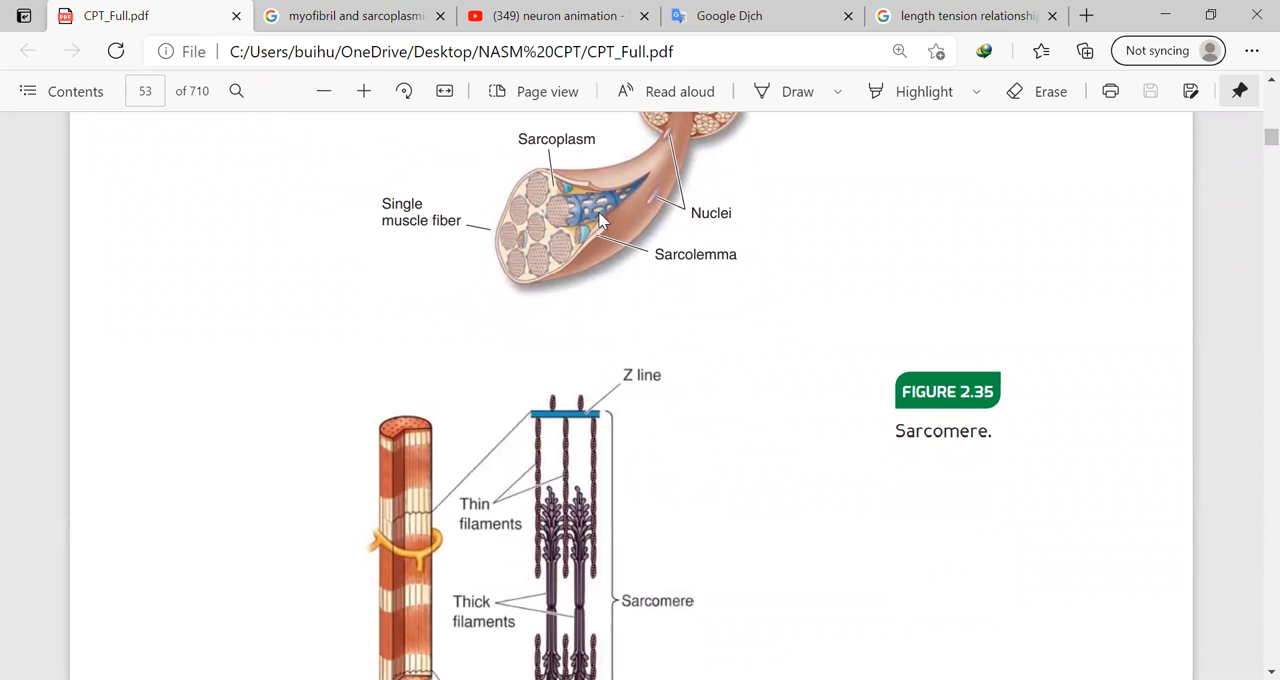 CPT_Full.pdf
myofibril and sarcoplasmi
(349) neuron animation -
Google Dịch
length tension relationshi
File
C:/Users/buihu/OneDrive/Desktop/NASM%20CPT/CPT_Full.pdf
Not syncing
Contents
53
of 710
Page view
Read aloud
Draw
Highlight
Erase
Sarcoplasm
Single
muscle fiber
Nuclei
Sarcolemma
Z line
FIGURE 2.35
Sarcomere.
Thin
filaments
Thick
filaments
Sarcomere